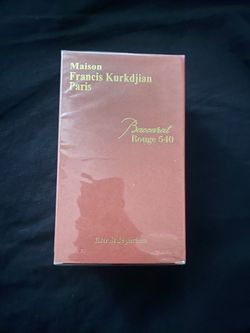 Maison
Francis Kurkdjian
Paris
Baccarat
Rouge 540
Extrait de parfum